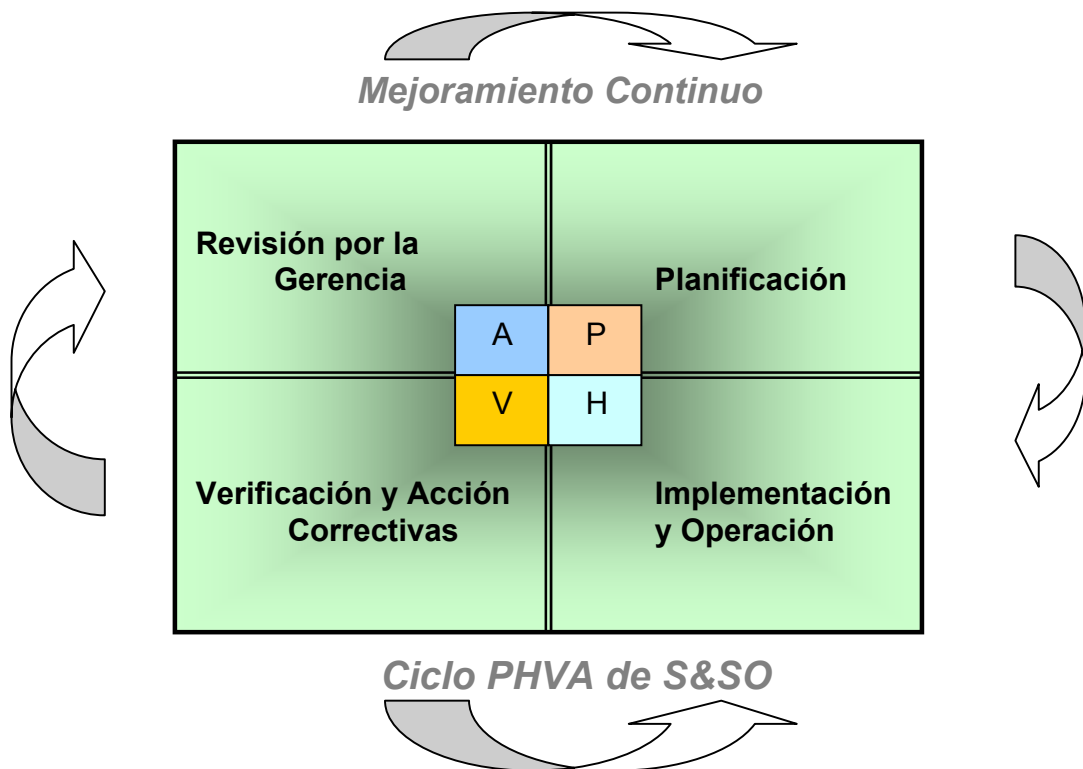 Mejoramiento Continuo
Revisión por la
Gerencia
Planificación
A
P
V
H
Verificación y Acción
Correctivas
Implementación
y Operación
Ciclo PHVA de S&SO